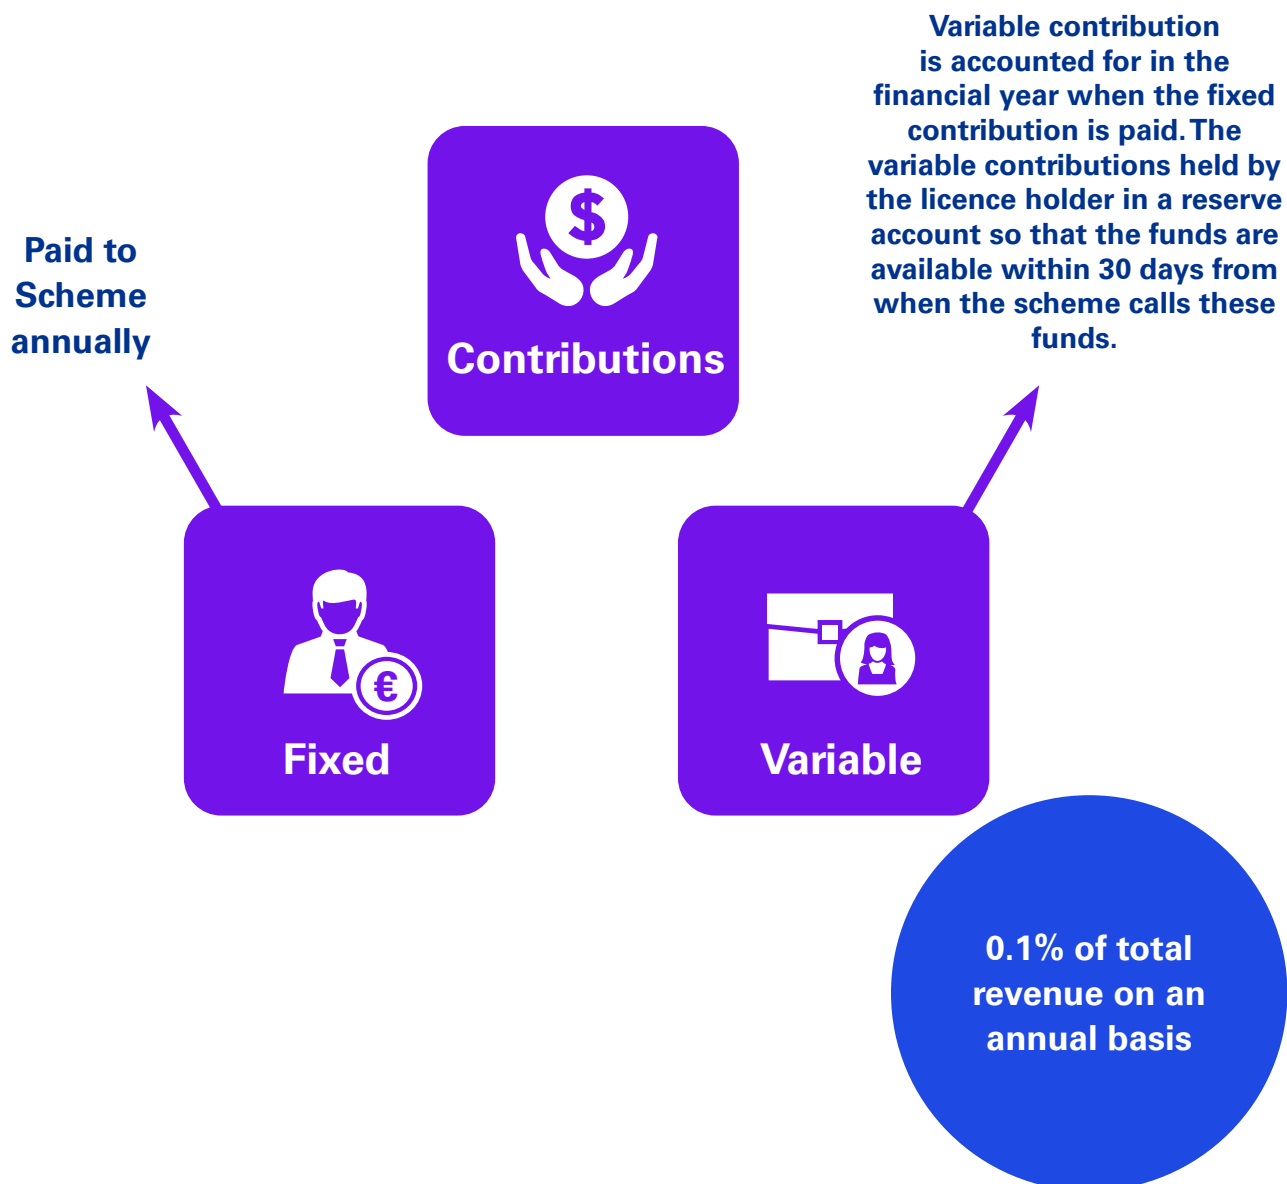 Variable contribution
is accounted for in the
financial year when the fixed
contribution is paid. The
variable contributions held by
the licence holder in a reserve
account so that the funds are
available within 30 days from
when the scheme calls these
funds.
Paid to
Scheme
annually
$
Contributions
€
Fixed
Variable
0.1% of total
revenue on an
annual basis